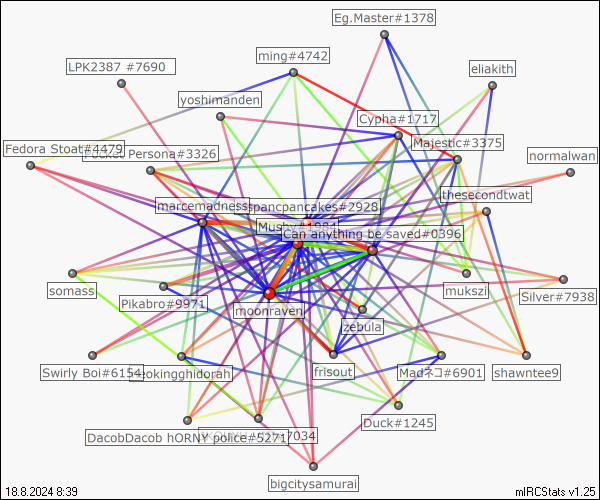 Eg.Master#1378
ming#4742
LPK2387 #7690
eliakith
yoshimanden
Cypha#1717
Majestic#3375
Fedora Stoat#4479
Pocket Persona#3326
normalwan
thesecondtwat
marcemadness
spancpancakes#2928
Mushy#1984
Can anything be saved#0396
somass
Pikabro#9971
moonraven
mukszi
Silver#7938
zebula
Swirly Boi#6154
frisout
Madネコ#6901
shawntee9
Duck#1245
DacobDacob hORNY police#5271
7034
bigcitysamurai
18.8.2024 8:39
mIRCStats v1.25